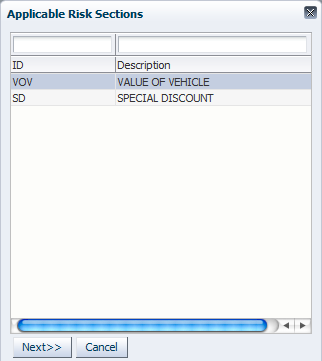 Applicable Risk Sections
ID Description
VOV VALUE OF VEHICLE
SD SPECIAL DISCOUNT
Next>> Cancel